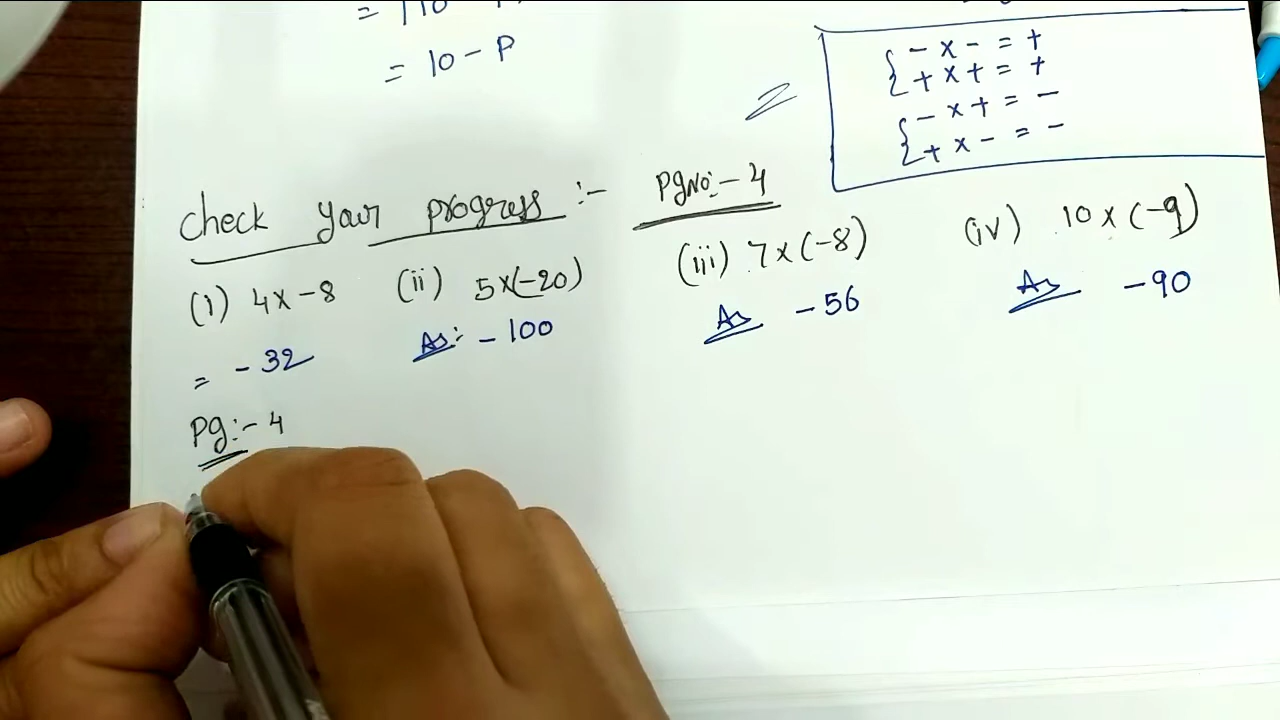 = 10 - P
- x - = +
+ x + = +
- x + = -
+ x - = -
Check your progress :- PgNo:- 4
(i) 4x-8 (ii) 5x(-20) (iii) 7x(-8) (iv) 10x(-9)
= -32 As:- -100 As -56 As -90
Pg:- 4